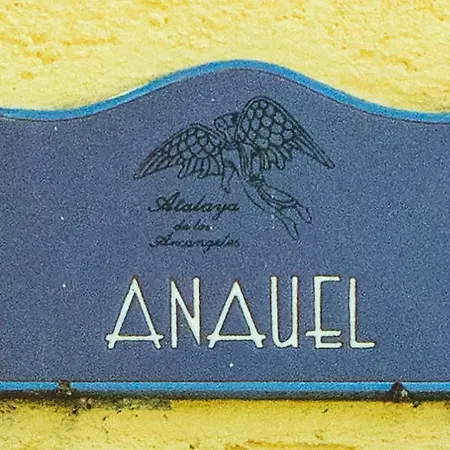 Atalaya
de los
Arcangeles
ANAUEL